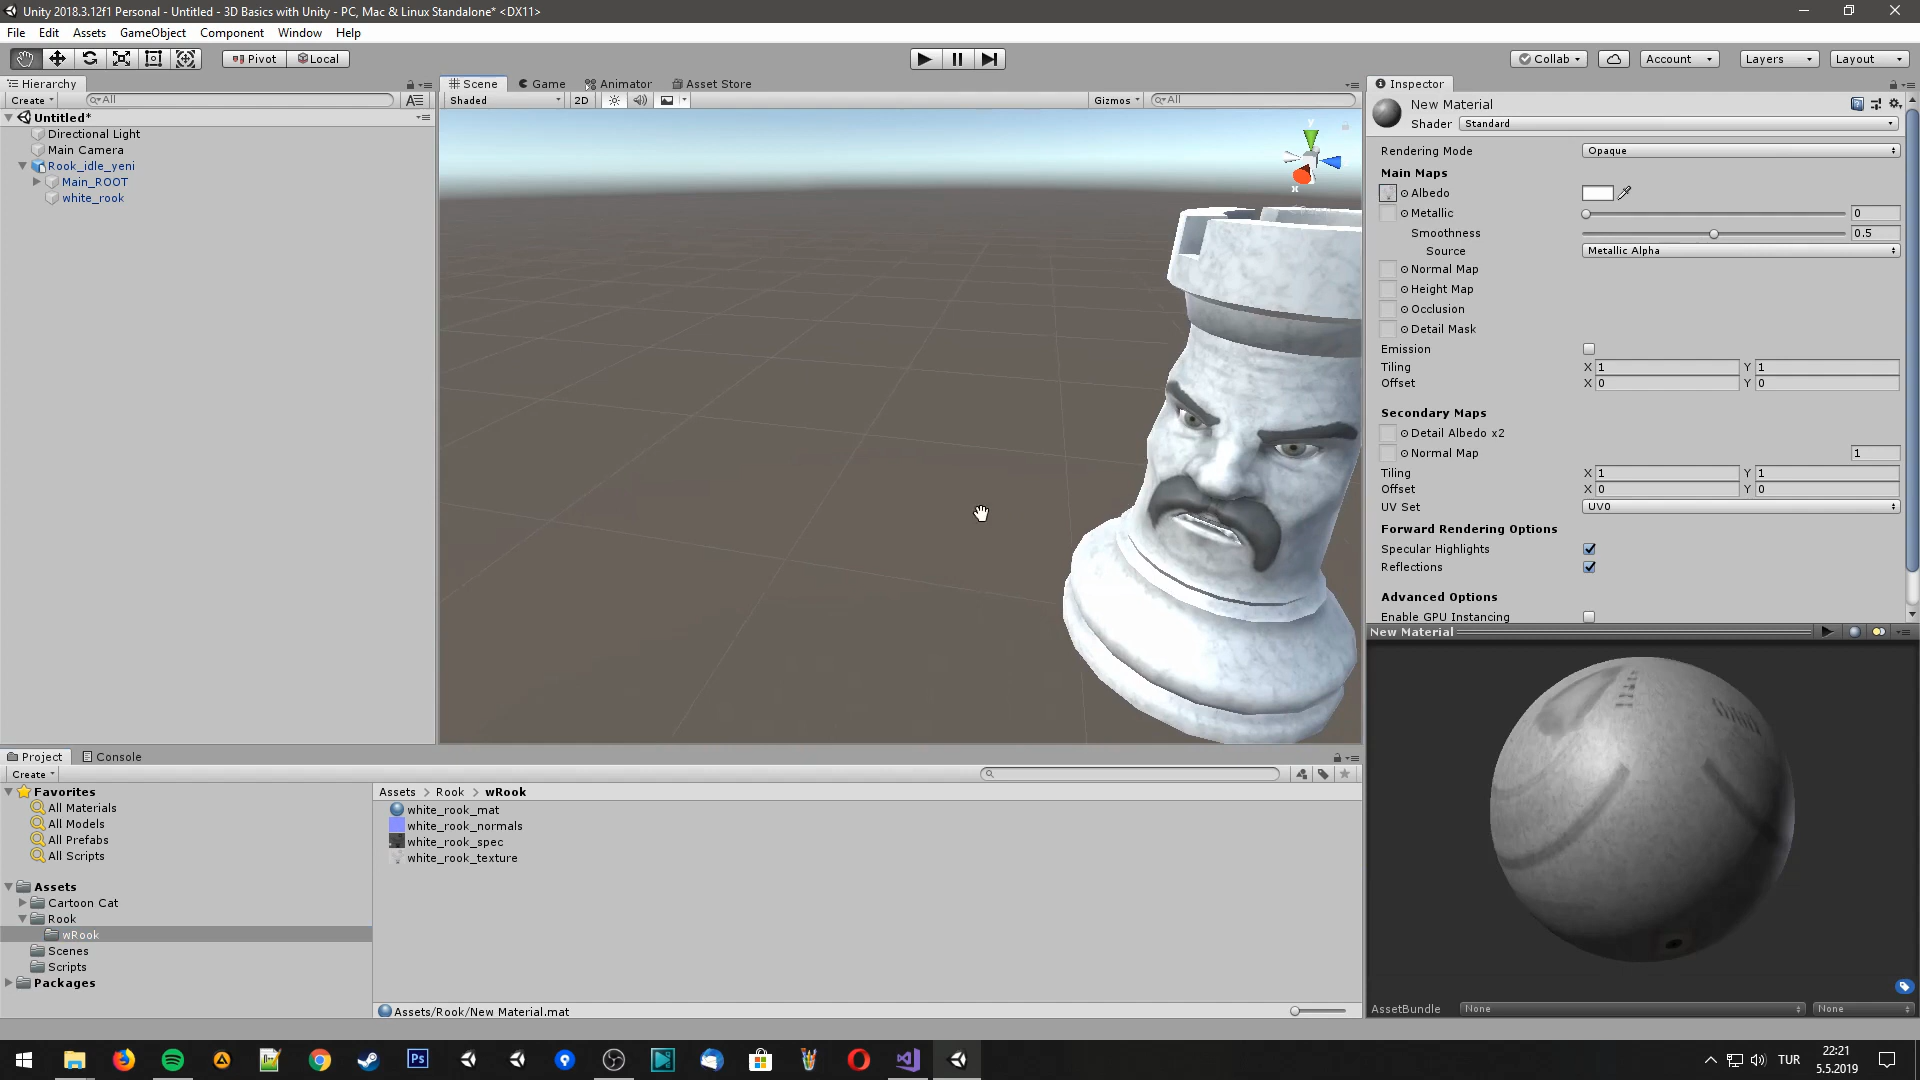 Unity 2018.3.12f1 Personal - Untitled - 3D Basics with Unity - PC, Mac & Linux Standalone* <DX11>
File Edit Assets GameObject Component Window Help
Pivot Local Collab Account Layers Layout
Hierarchy
Create All
Untitled*
Directional Light
Main Camera
Rook_idle_yeni
Main_ROOT
white_rook
Scene Game Animator Asset Store
Shaded 2D Gizmos All
y
x
Inspector
New Material
Shader Standard
Rendering Mode Opaque
Main Maps
Albedo
Metallic 0
Smoothness 0.5
Source Metallic Alpha
Normal Map
Height Map
Occlusion
Detail Mask
Emission
Tiling X 1 Y 1
Offset X 0 Y 0
Secondary Maps
Detail Albedo x2
Normal Map 1
Tiling X 1 Y 1
Offset X 0 Y 0
UV Set UV0
Forward Rendering Options
Specular Highlights
Reflections
Advanced Options
Enable GPU Instancing
New Material
AssetBundle None None
Project Console
Create
Favorites
All Materials
All Models
All Prefabs
All Scripts
Assets
Cartoon Cat
Rook
wRook
Scenes
Scripts
Packages
Assets Rook wRook
white_rook_mat
white_rook_normals
white_rook_spec
white_rook_texture
Assets/Rook/New Material.mat
Ps
TUR
22:21
5.5.2019